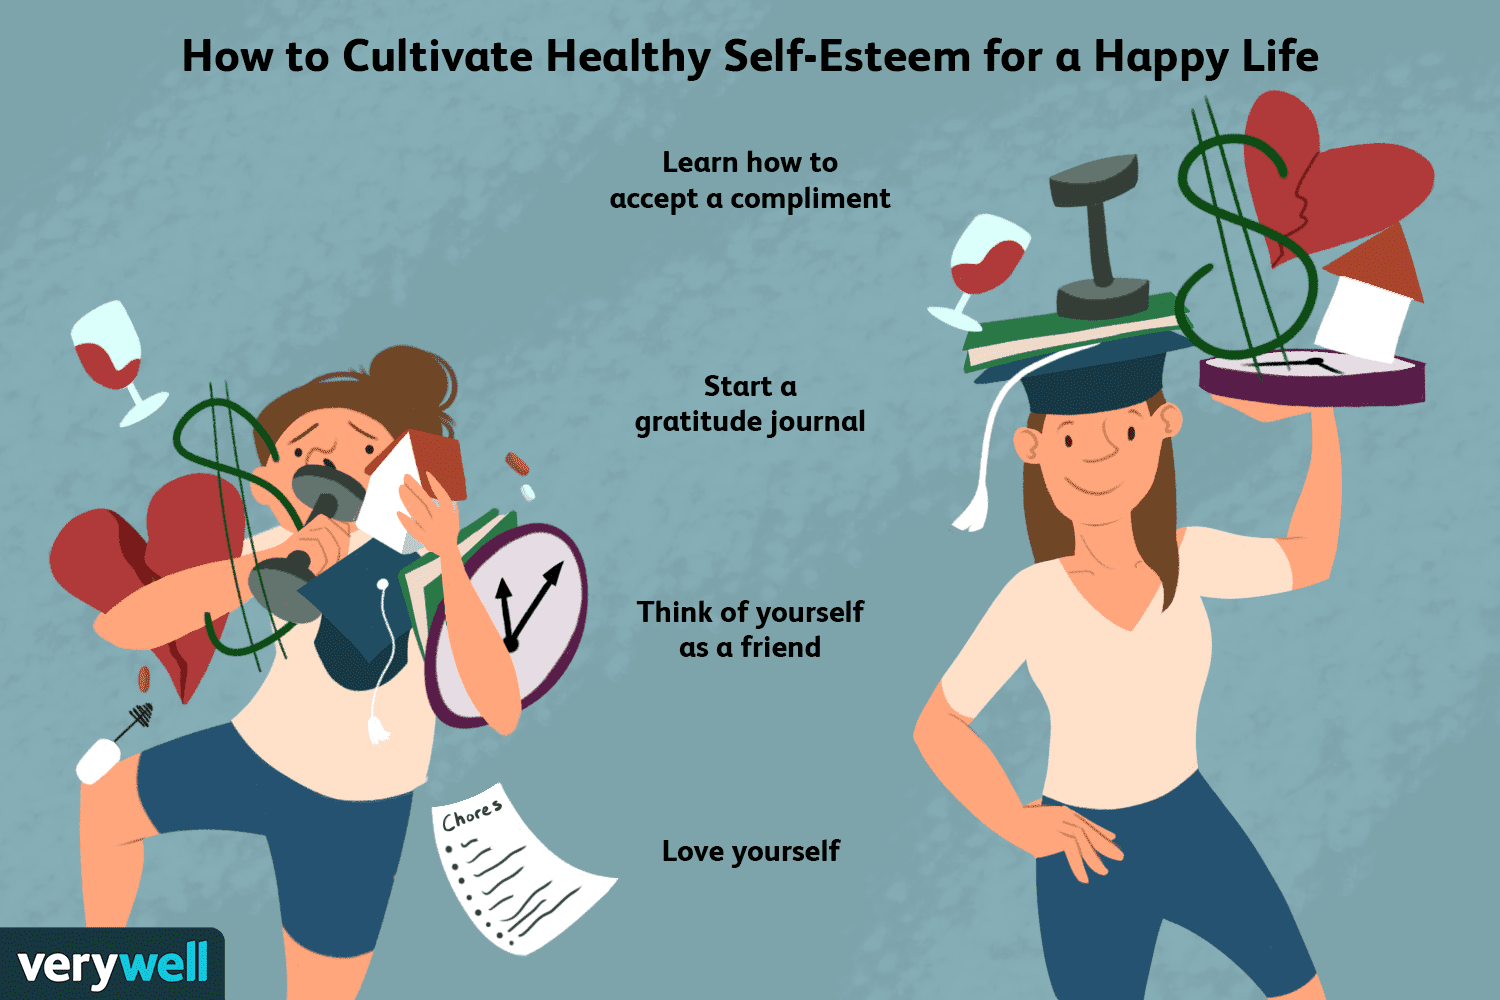 How to Cultivate Healthy Self-Esteem for a Happy Life
Learn how to
accept a compliment
Start a
gratitude journal
Think of yourself
as a friend
Love yourself
Chores
verywell